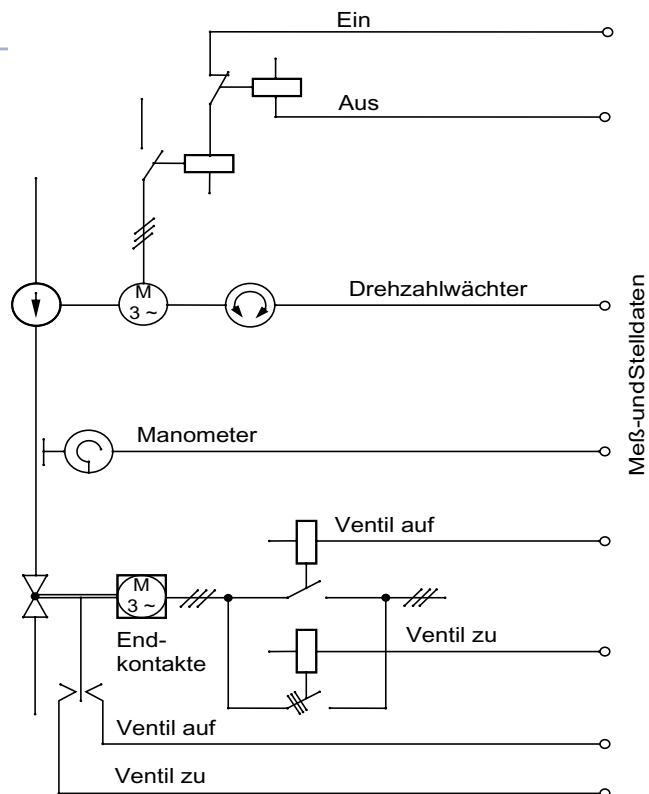 Ein
Aus
M
3 ~
Drehzahlwächter
Manometer
Meß-undStelldaten
Ventil auf
M
3 ~
End-
kontakte
Ventil zu
Ventil auf
Ventil zu